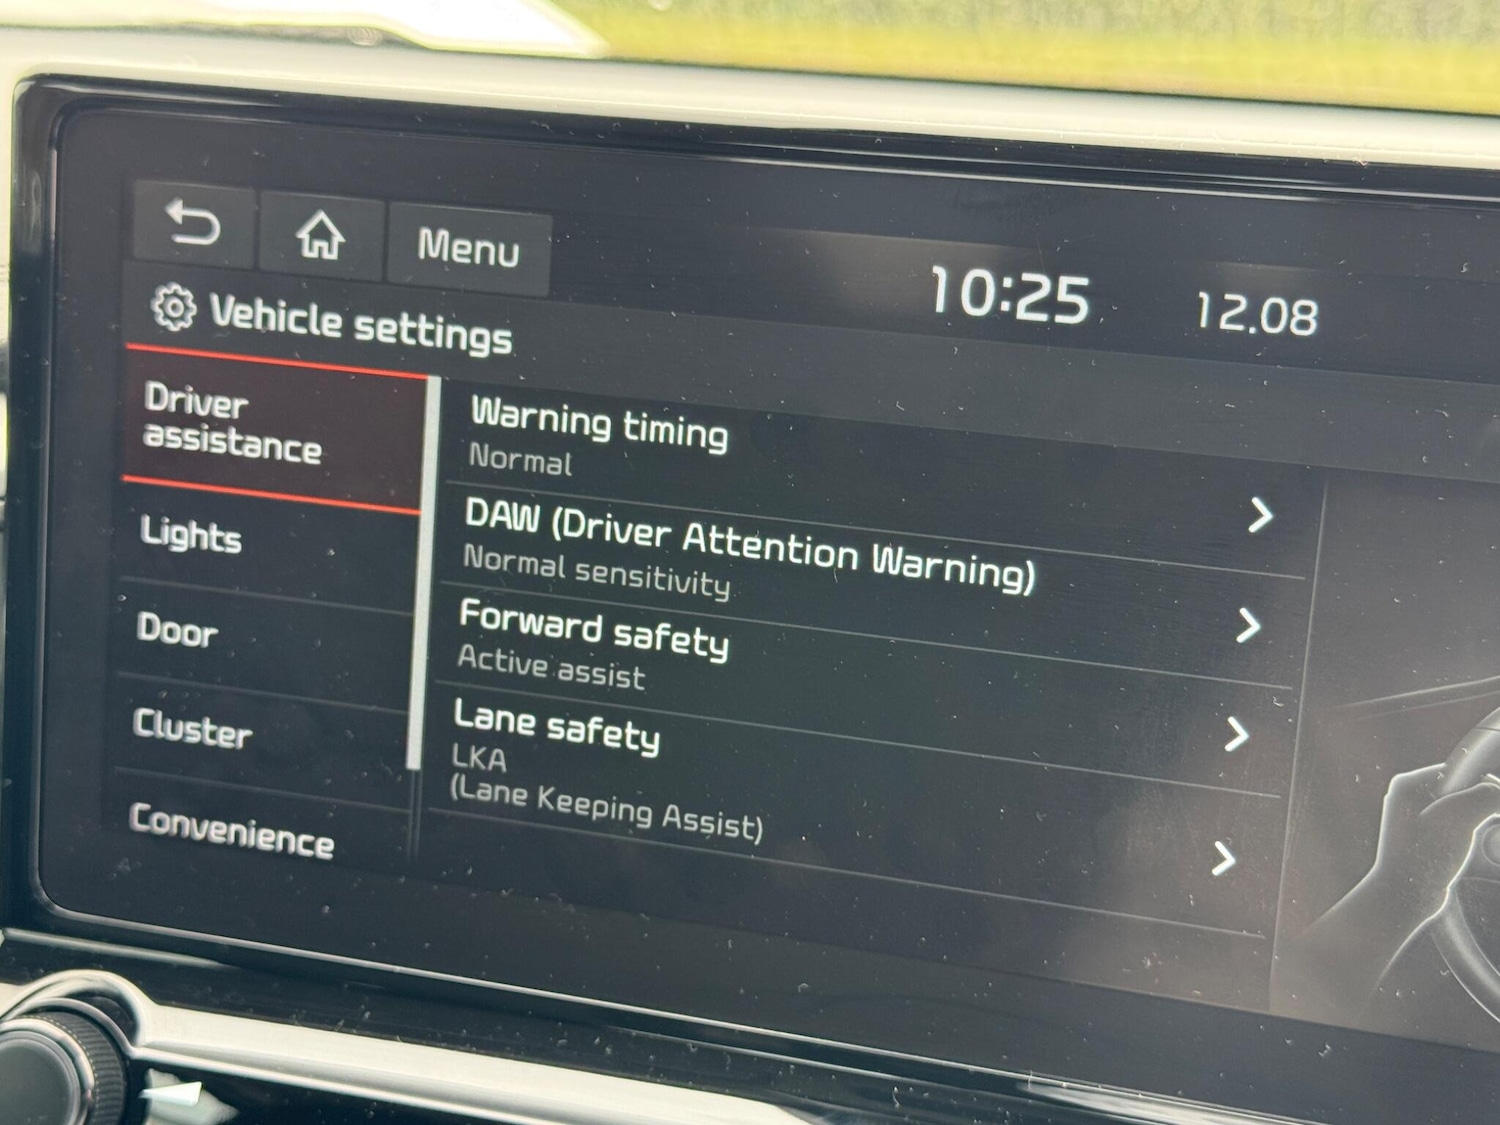 Menu
10:25
12.08
Vehicle settings
Driver
assistance
Lights
Door
Cluster
Convenience
Warning timing
Normal
DAW (Driver Attention Warning)
Normal sensitivity
Forward safety
Active assist
Lane safety
LKA
(Lane Keeping Assist)